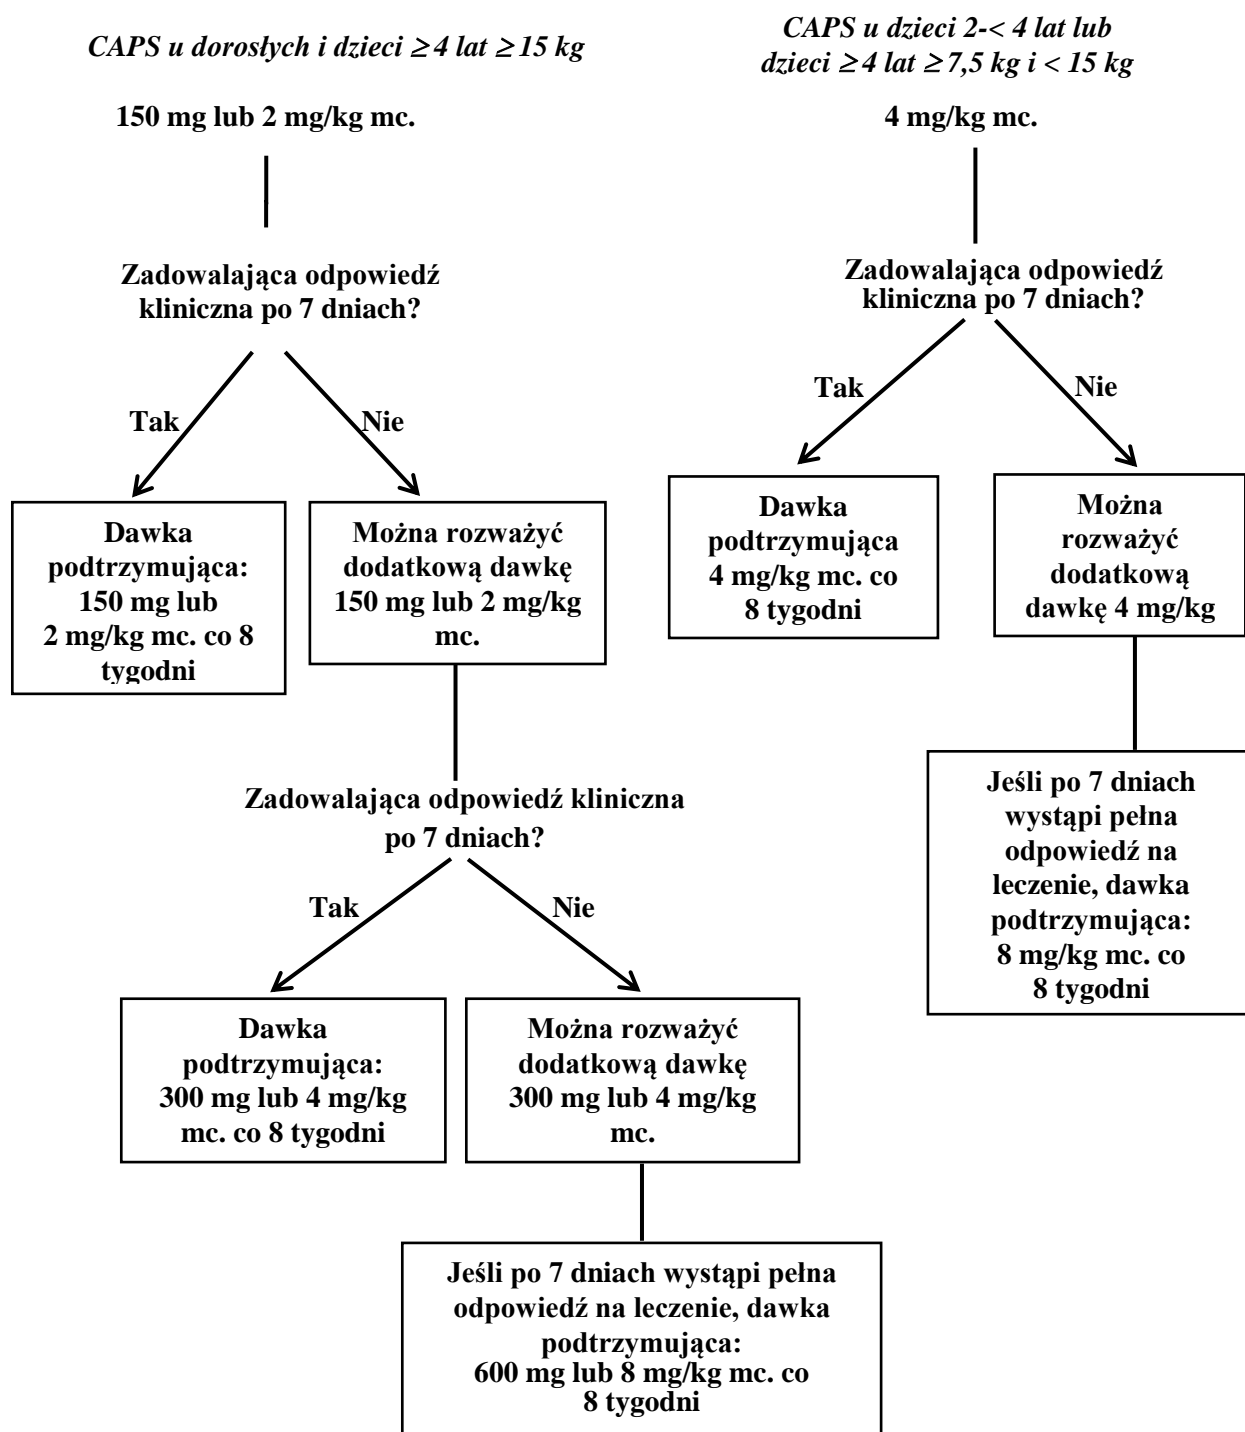 CAPS u dorosłych i dzieci ≥ 4 lat ≥ 15 kg
150 mg lub 2 mg/kg mc.
Zadowalająca odpowiedź
kliniczna po 7 dniach?
Tak
Nie
Dawka
podtrzymująca:
150 mg lub
2 mg/kg mc. co 8
tygodni
Można rozważyć
dodatkową dawkę
150 mg lub 2 mg/kg
mc.
Zadowalająca odpowiedź kliniczna
po 7 dniach?
Tak
Nie
Dawka
podtrzymująca:
300 mg lub 4 mg/kg
mc. co 8 tygodni
Można rozważyć
dodatkową dawkę
300 mg lub 4 mg/kg
mc.
Jeśli po 7 dniach wystąpi pełna
odpowiedź na leczenie, dawka
podtrzymująca:
600 mg lub 8 mg/kg mc. co
8 tygodni
CAPS u dzieci 2-< 4 lat lub
dzieci ≥ 4 lat ≥ 7,5 kg i < 15 kg
4 mg/kg mc.
Zadowalająca odpowiedź
kliniczna po 7 dniach?
Tak
Nie
Dawka
podtrzymująca
4 mg/kg mc. co
8 tygodni
Można
rozważyć
dodatkową
dawkę 4 mg/kg
Jeśli po 7 dniach
wystąpi pełna
odpowiedź na
leczenie, dawka
podtrzymująca:
8 mg/kg mc. co
8 tygodni